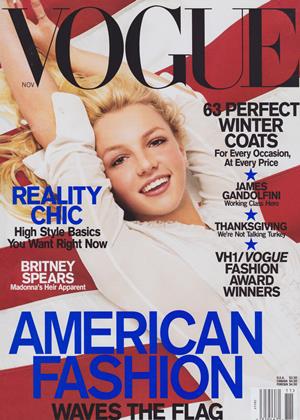 VOGUE
NOV
63 PERFECT
WINTER
COATS
For Every Occasion,
At Every Price
JAMES
GANDOLFINI
Working Class Hero
THANKSGIVING
We're Not Talking Turkey
VH1/VOGUE
FASHION
AWARD
WINNERS
REALITY
CHIC
High Style Basics
You Want Right Now
BRITNEY
SPEARS
Madonna's Heir Apparent
AMERICAN
FASHION
WAVES THE FLAG